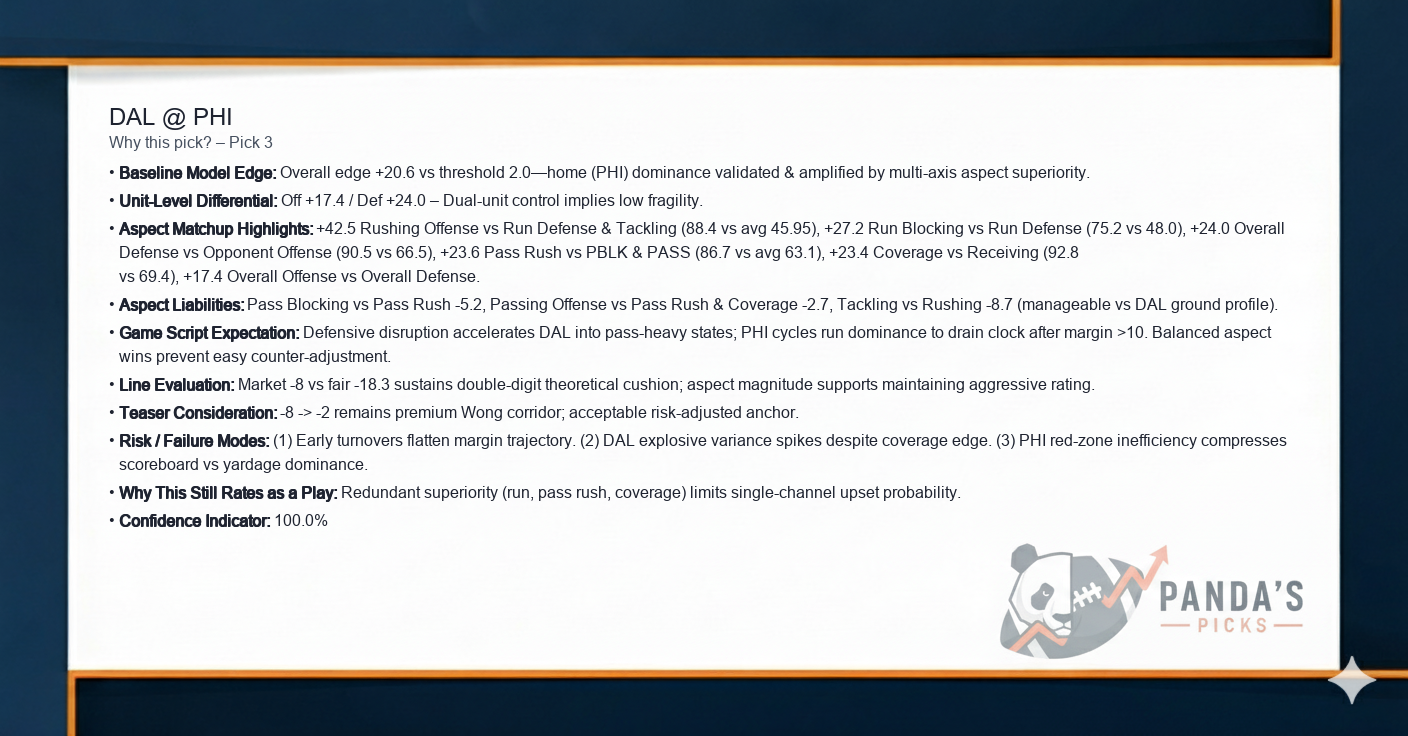 DAL @ PHI
Why this pick? – Pick 3
• Baseline Model Edge: Overall edge +20.6 vs threshold 2.0—home (PHI) dominance validated & amplified by multi-axis aspect superiority.
• Unit-Level Differential: Off +17.4 / Def +24.0 – Dual-unit control implies low fragility.
• Aspect Matchup Highlights: +42.5 Rushing Offense vs Run Defense & Tackling (88.4 vs avg 45.95), +27.2 Run Blocking vs Run Defense (75.2 vs 48.0), +24.0 Overall
Defense vs Opponent Offense (90.5 vs 66.5), +23.6 Pass Rush vs PBLK & PASS (86.7 vs avg 63.1), +23.4 Coverage vs Receiving (92.8
vs 69.4), +17.4 Overall Offense vs Overall Defense.
• Aspect Liabilities: Pass Blocking vs Pass Rush -5.2, Passing Offense vs Pass Rush & Coverage -2.7, Tackling vs Rushing -8.7 (manageable vs DAL ground profile).
• Game Script Expectation: Defensive disruption accelerates DAL into pass-heavy states; PHI cycles run dominance to drain clock after margin >10. Balanced aspect
wins prevent easy counter-adjustment.
• Line Evaluation: Market -8 vs fair -18.3 sustains double-digit theoretical cushion; aspect magnitude supports maintaining aggressive rating.
• Teaser Consideration: -8 -> -2 remains premium Wong corridor; acceptable risk-adjusted anchor.
• Risk / Failure Modes: (1) Early turnovers flatten margin trajectory. (2) DAL explosive variance spikes despite coverage edge. (3) PHI red-zone inefficiency compresses
scoreboard vs yardage dominance.
• Why This Still Rates as a Play: Redundant superiority (run, pass rush, coverage) limits single-channel upset probability.
• Confidence Indicator: 100.0%
PANDA'S
PICKS